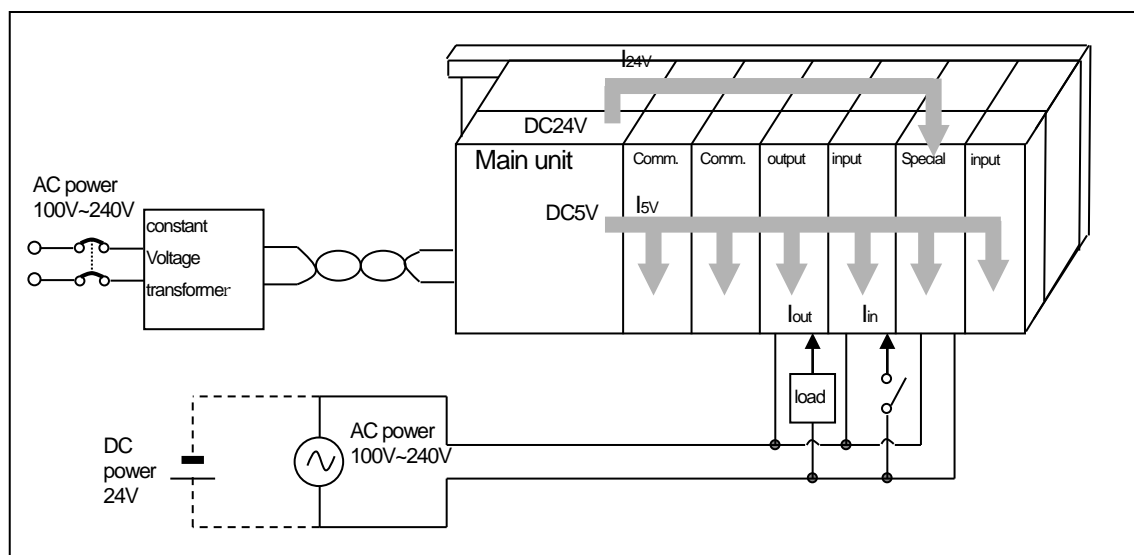 I24V
DC24V
Main unit
Comm.
Comm.
output
input
Special
input
AC power
100V~240V
DC5V
I5V
constant
Voltage
transformer
Iout
Iin
load
AC power
100V~240V
DC
power
24V